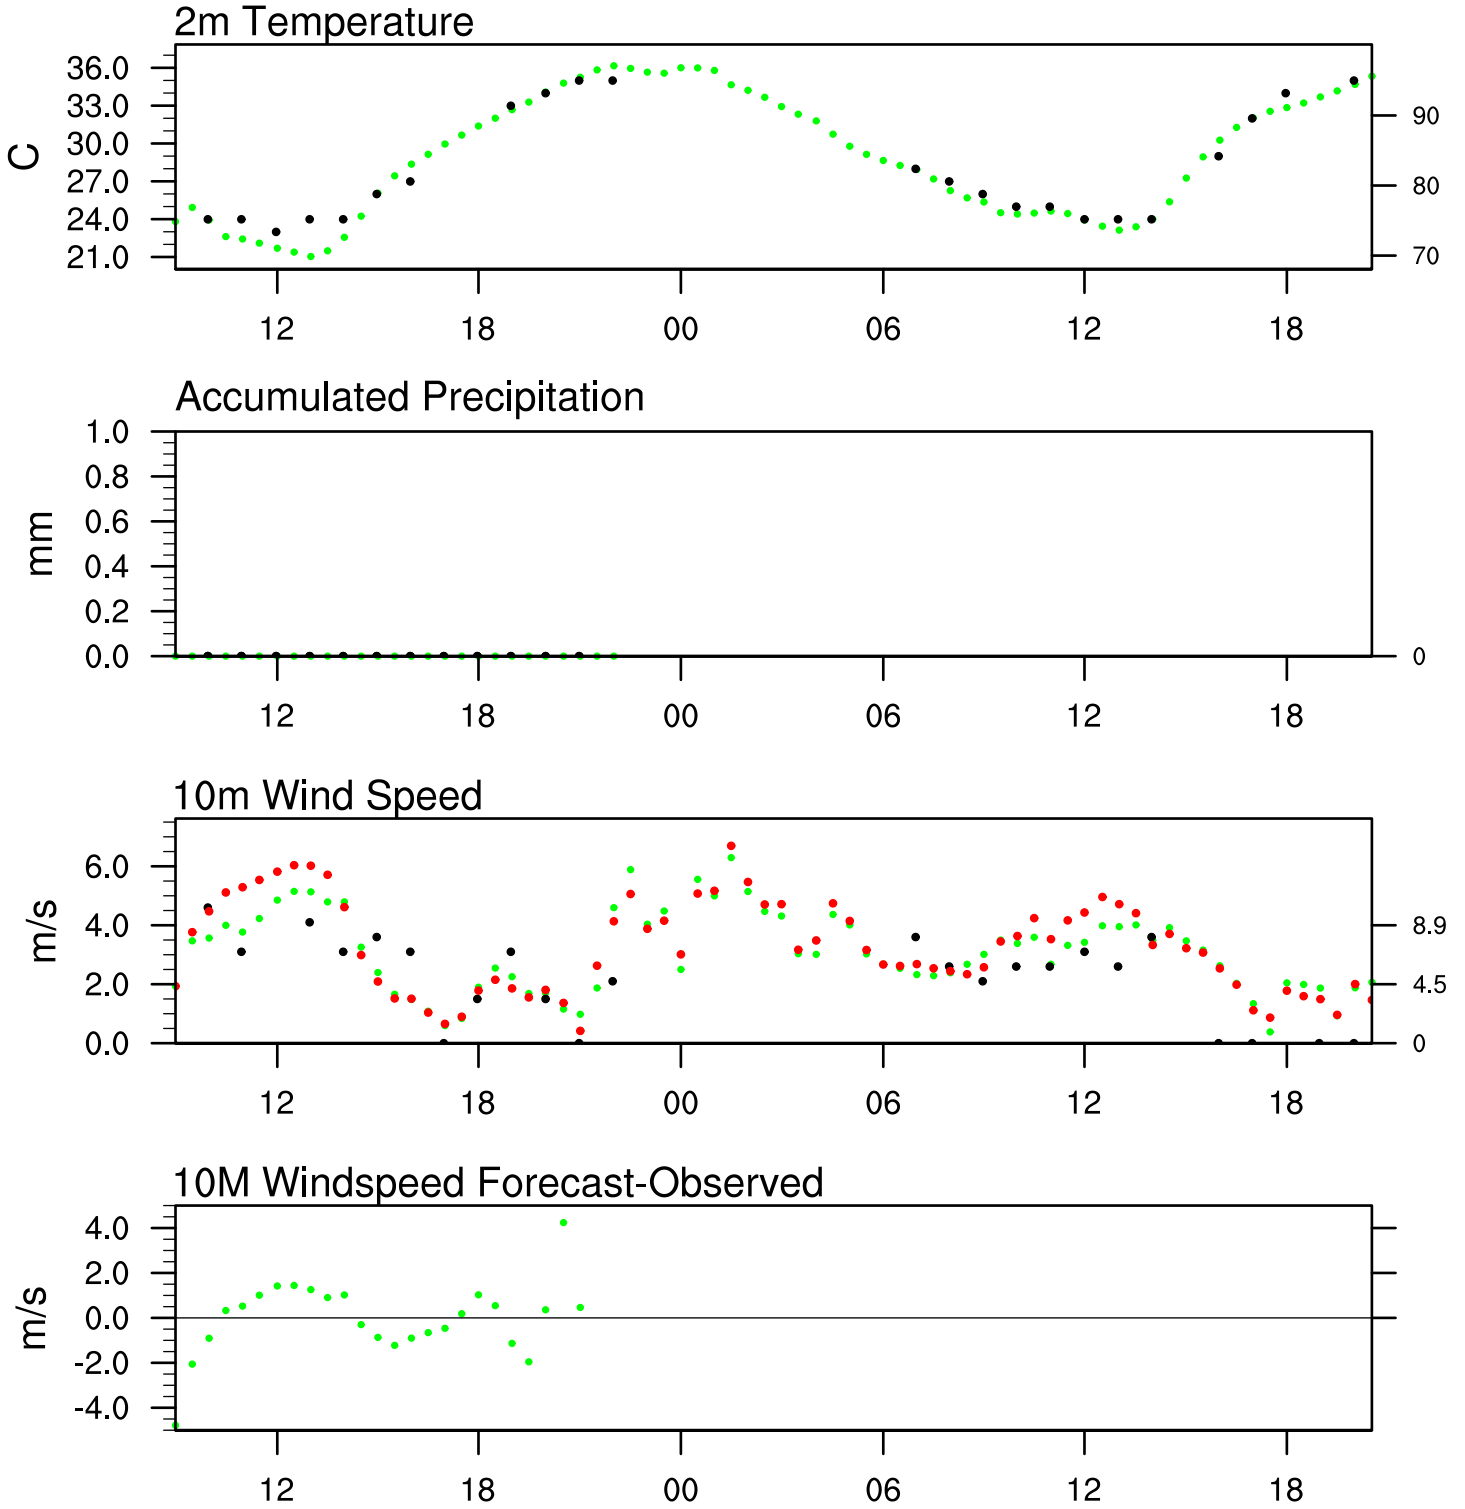 2m Temperature
36.0
33.0
30.0
27.0
24.0
21.0
C
90
80
70
12 18 00 06 12 18
Accumulated Precipitation
1.0
0.8
0.6
0.4
0.2
0.0
mm
0
12 18 00 06 12 18
10m Wind Speed
6.0
4.0
2.0
0.0
m/s
8.9
4.5
0
12 18 00 06 12 18
10M Windspeed Forecast-Observed
4.0
2.0
0.0
-2.0
-4.0
m/s
12 18 00 06 12 18